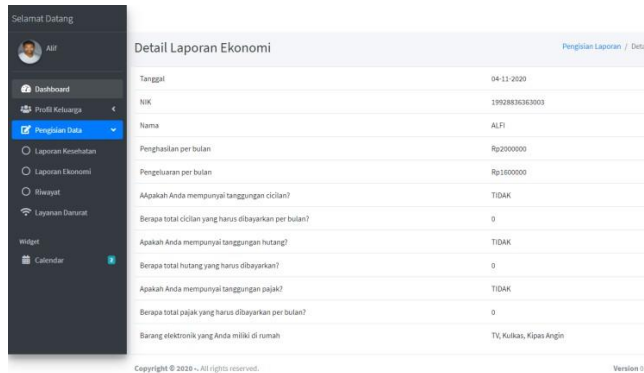 Selamat Datang
Alif
Dashboard
Profil Keluarga
Pengisian Data
Laporan Kesehatan
Laporan Ekonomi
Riwayat
Layanan Darurat
Widget
Calendar
Detail Laporan Ekonomi
Pengisian Laporan / Deta
Tanggal 04-11-2020
NIK 19928836363003
Nama ALFI
Penghasilan per bulan Rp2000000
Pengeluaran per bulan Rp1600000
AApakah Anda mempunyai tanggungan cicilan? TIDAK
Berapa total cicilan yang harus dibayarkan per bulan? 0
Apakah Anda mempunyai tanggungan hutang? TIDAK
Berapa total hutang yang harus dibayarkan? 0
Apakah Anda mempunyai tanggungan pajak? TIDAK
Berapa total pajak yang harus dibayarkan per bulan? 0
Barang elektronik yang Anda miliki di rumah TV, Kulkas, Kipas Angin
Copyright © 2020 -. All rights reserved.
Version